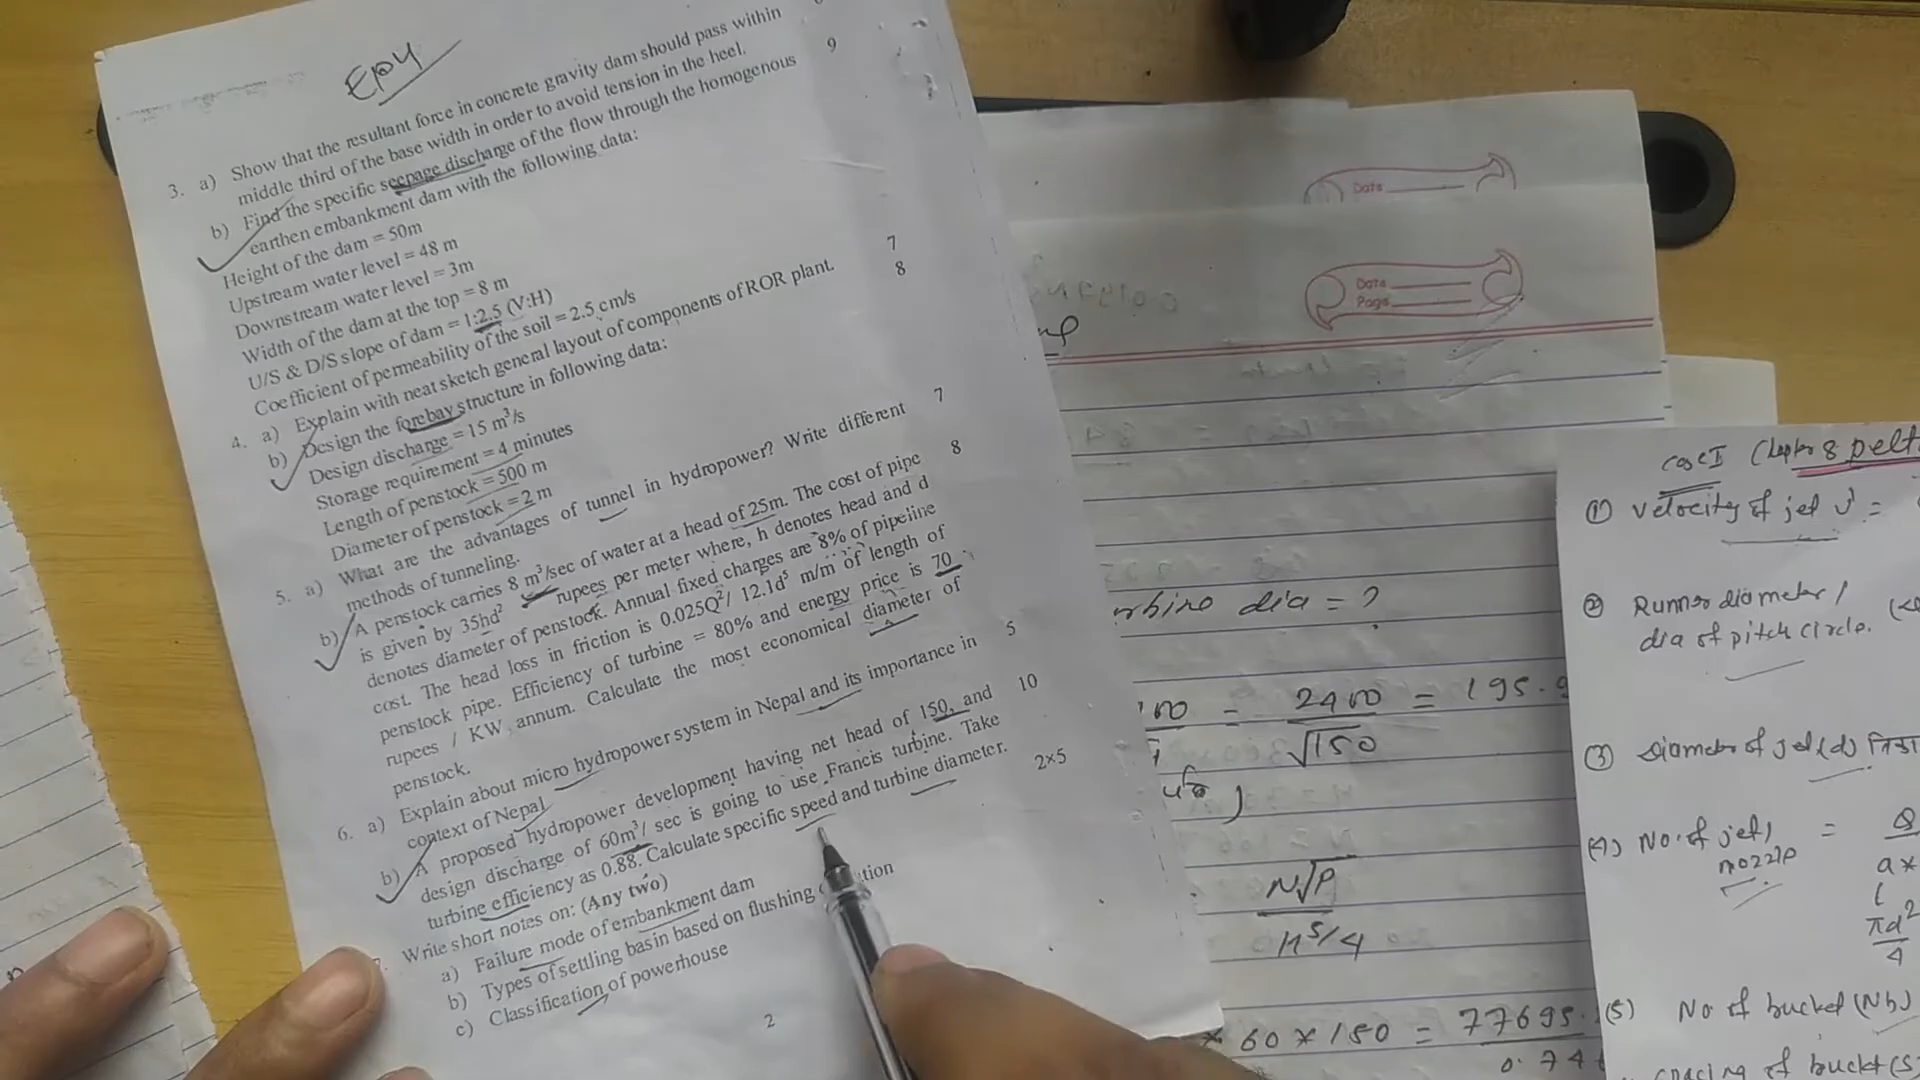 EPY
3. a) Show that the resultant force in concrete gravity dam should pass within
middle third of the base width in order to avoid tension in the heel.
b) Find the specific seepage discharge of the flow through the homogenous 9
earthen embankment dam with the following data:
Height of the dam = 50m
Upstream water level = 48 m
Downstream water level = 3m
Width of the dam at the top = 8 m
U/S & D/S slope of dam = 1:2.5 (V:H)
Coefficient of permeability of the soil = 2.5 cm/s
4. a) Explain with neat sketch general layout of components of ROR plant. 7
b) Design the forebay structure in following data: 8
Design discharge = 15 m³/s
Storage requirement = 4 minutes
Length of penstock = 500 m
Diameter of penstock = 2 m
5. a) What are the advantages of tunnel in hydropower? Write different 7
methods of tunneling.
b) A penstock carries 8 m³/sec of water at a head of 25m. The cost of pipe 8
is given by 35hd² rupees per meter where, h denotes head and d
denotes diameter of penstock. Annual fixed charges are 8% of pipeline
cost. The head loss in friction is 0.025Q²/ 12.1d⁵ m/m of length of
penstock pipe. Efficiency of turbine = 80% and energy price is 70
rupees / KW annum. Calculate the most economical diameter of
penstock.
6. a) Explain about micro hydropower system in Nepal and its importance in 5
context of Nepal
b) A proposed hydropower development having net head of 150, and 10
design discharge of 60m³/ sec is going to use Francis turbine. Take
turbine efficiency as 0.88. Calculate specific speed and turbine diameter.
Write short notes on: (Any two) 2×5
a) Failure mode of embankment dam
b) Types of settling basin based on flushing
c) Classification of powerhouse
2
Date
Date
Page
dia = ?
= 2400/√150 = 195.9
N√P
H^5/4
* 60 * 150 = 77695.
0.74
case I Chapter 8 pelt
(1) velocity of jet v =
(2) Runner diameter /
dia of pitch circle.
(3) Diameter of jet (d)
(4) No. of jet, = Q
nozzle
a*
πd²
4
(5) No of bucket (Nb)
spacing of bucket (S